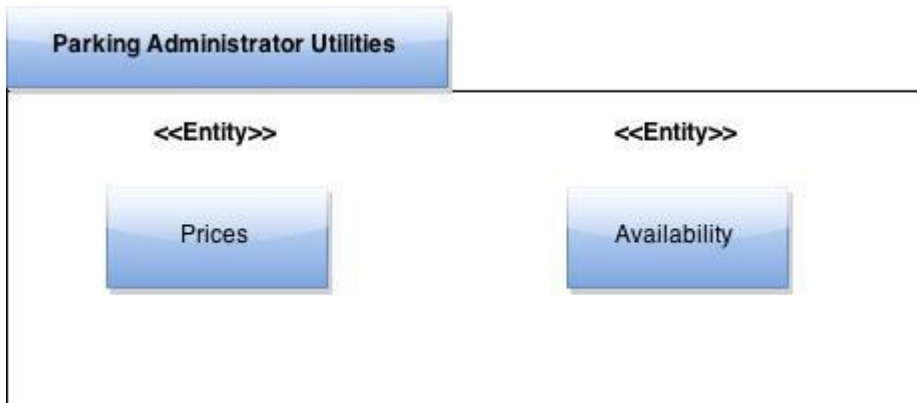 Parking Administrator Utilities
<<Entity>>
<<Entity>>
Prices
Availability